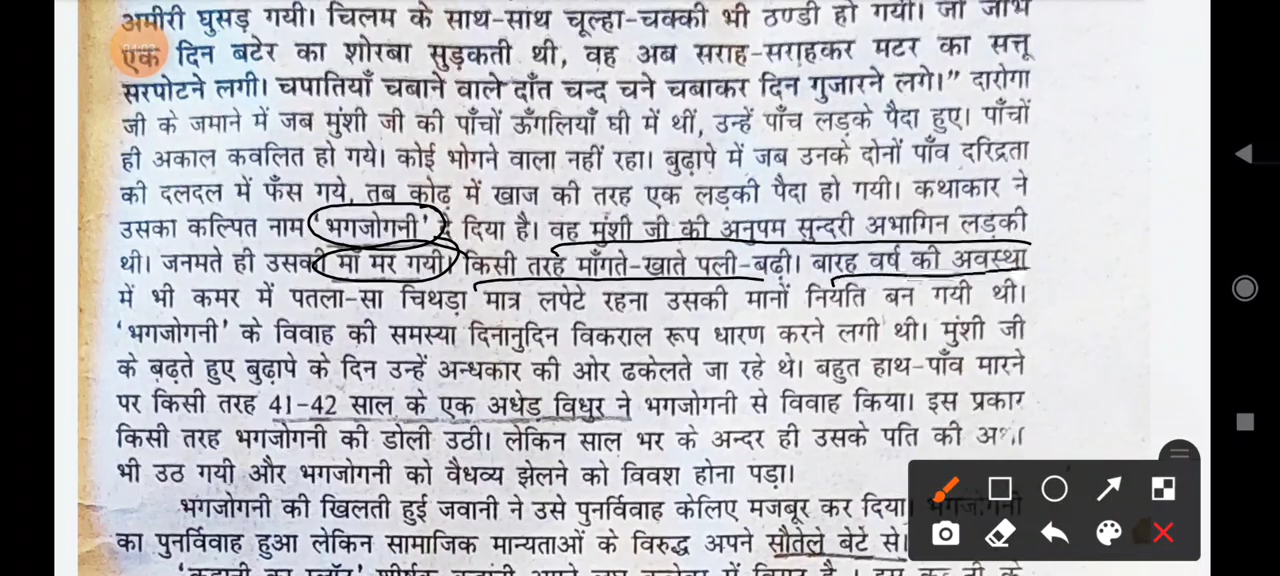 अमीरी घुसड़ गयी। चिलम के साथ-साथ चूल्हा-चक्की भी ठण्डी हो गयी। जो जीभ
एक दिन बटेर का शोरबा सुड़कती थी, वह अब सराह-सराहकर मटर का सत्तू
सरपोटने लगी। चपातियाँ चबाने वाले दाँत चन्द चने चबाकर दिन गुजारने लगे।” दारोगा
जी के जमाने में जब मुंशी जी की पाँचों ऊँगलियाँ घी में थीं, उन्हें पाँच लड़के पैदा हुए। पाँचों
ही अकाल कवलित हो गये। कोई भोगने वाला नहीं रहा। बुढ़ापे में जब उनके दोनों पाँव दरिद्रता
की दलदल में फँस गये, तब कोढ़ में खाज की तरह एक लड़की पैदा हो गयी। कथाकार ने
उसका कल्पित नाम 'भगजोगनी' दे दिया है। वह मुंशी जी की अनुपम सुन्दरी अभागिन लड़की
थी। जनमते ही उसकी माँ मर गयी। किसी तरह माँगते-खाते पली-बढ़ी। बारह वर्ष की अवस्था
में भी कमर में पतला-सा चिथड़ा मात्र लपेटे रहना उसकी मानों नियति बन गयी थी।
'भगजोगनी' के विवाह की समस्या दिनानुदिन विकराल रूप धारण करने लगी थी। मुंशी जी
के बढ़ते हुए बुढ़ापे के दिन उन्हें अन्धकार की ओर ढकेलते जा रहे थे। बहुत हाथ-पाँव मारने
पर किसी तरह 41-42 साल के एक अधेड़ विधुर ने भगजोगनी से विवाह किया। इस प्रकार
किसी तरह भगजोगनी की डोली उठी। लेकिन साल भर के अन्दर ही उसके पति की
भी उठ गयी और भगजोगनी को वैधव्य झेलने को विवश होना पड़ा।
भगजोगनी की खिलती हुई जवानी ने उसे पुनर्विवाह केलिए मजबूर कर दिया। भगजोगनी
का पुनर्विवाह हुआ लेकिन सामाजिक मान्यताओं के विरुद्ध अपने सौतेले बेटे से।